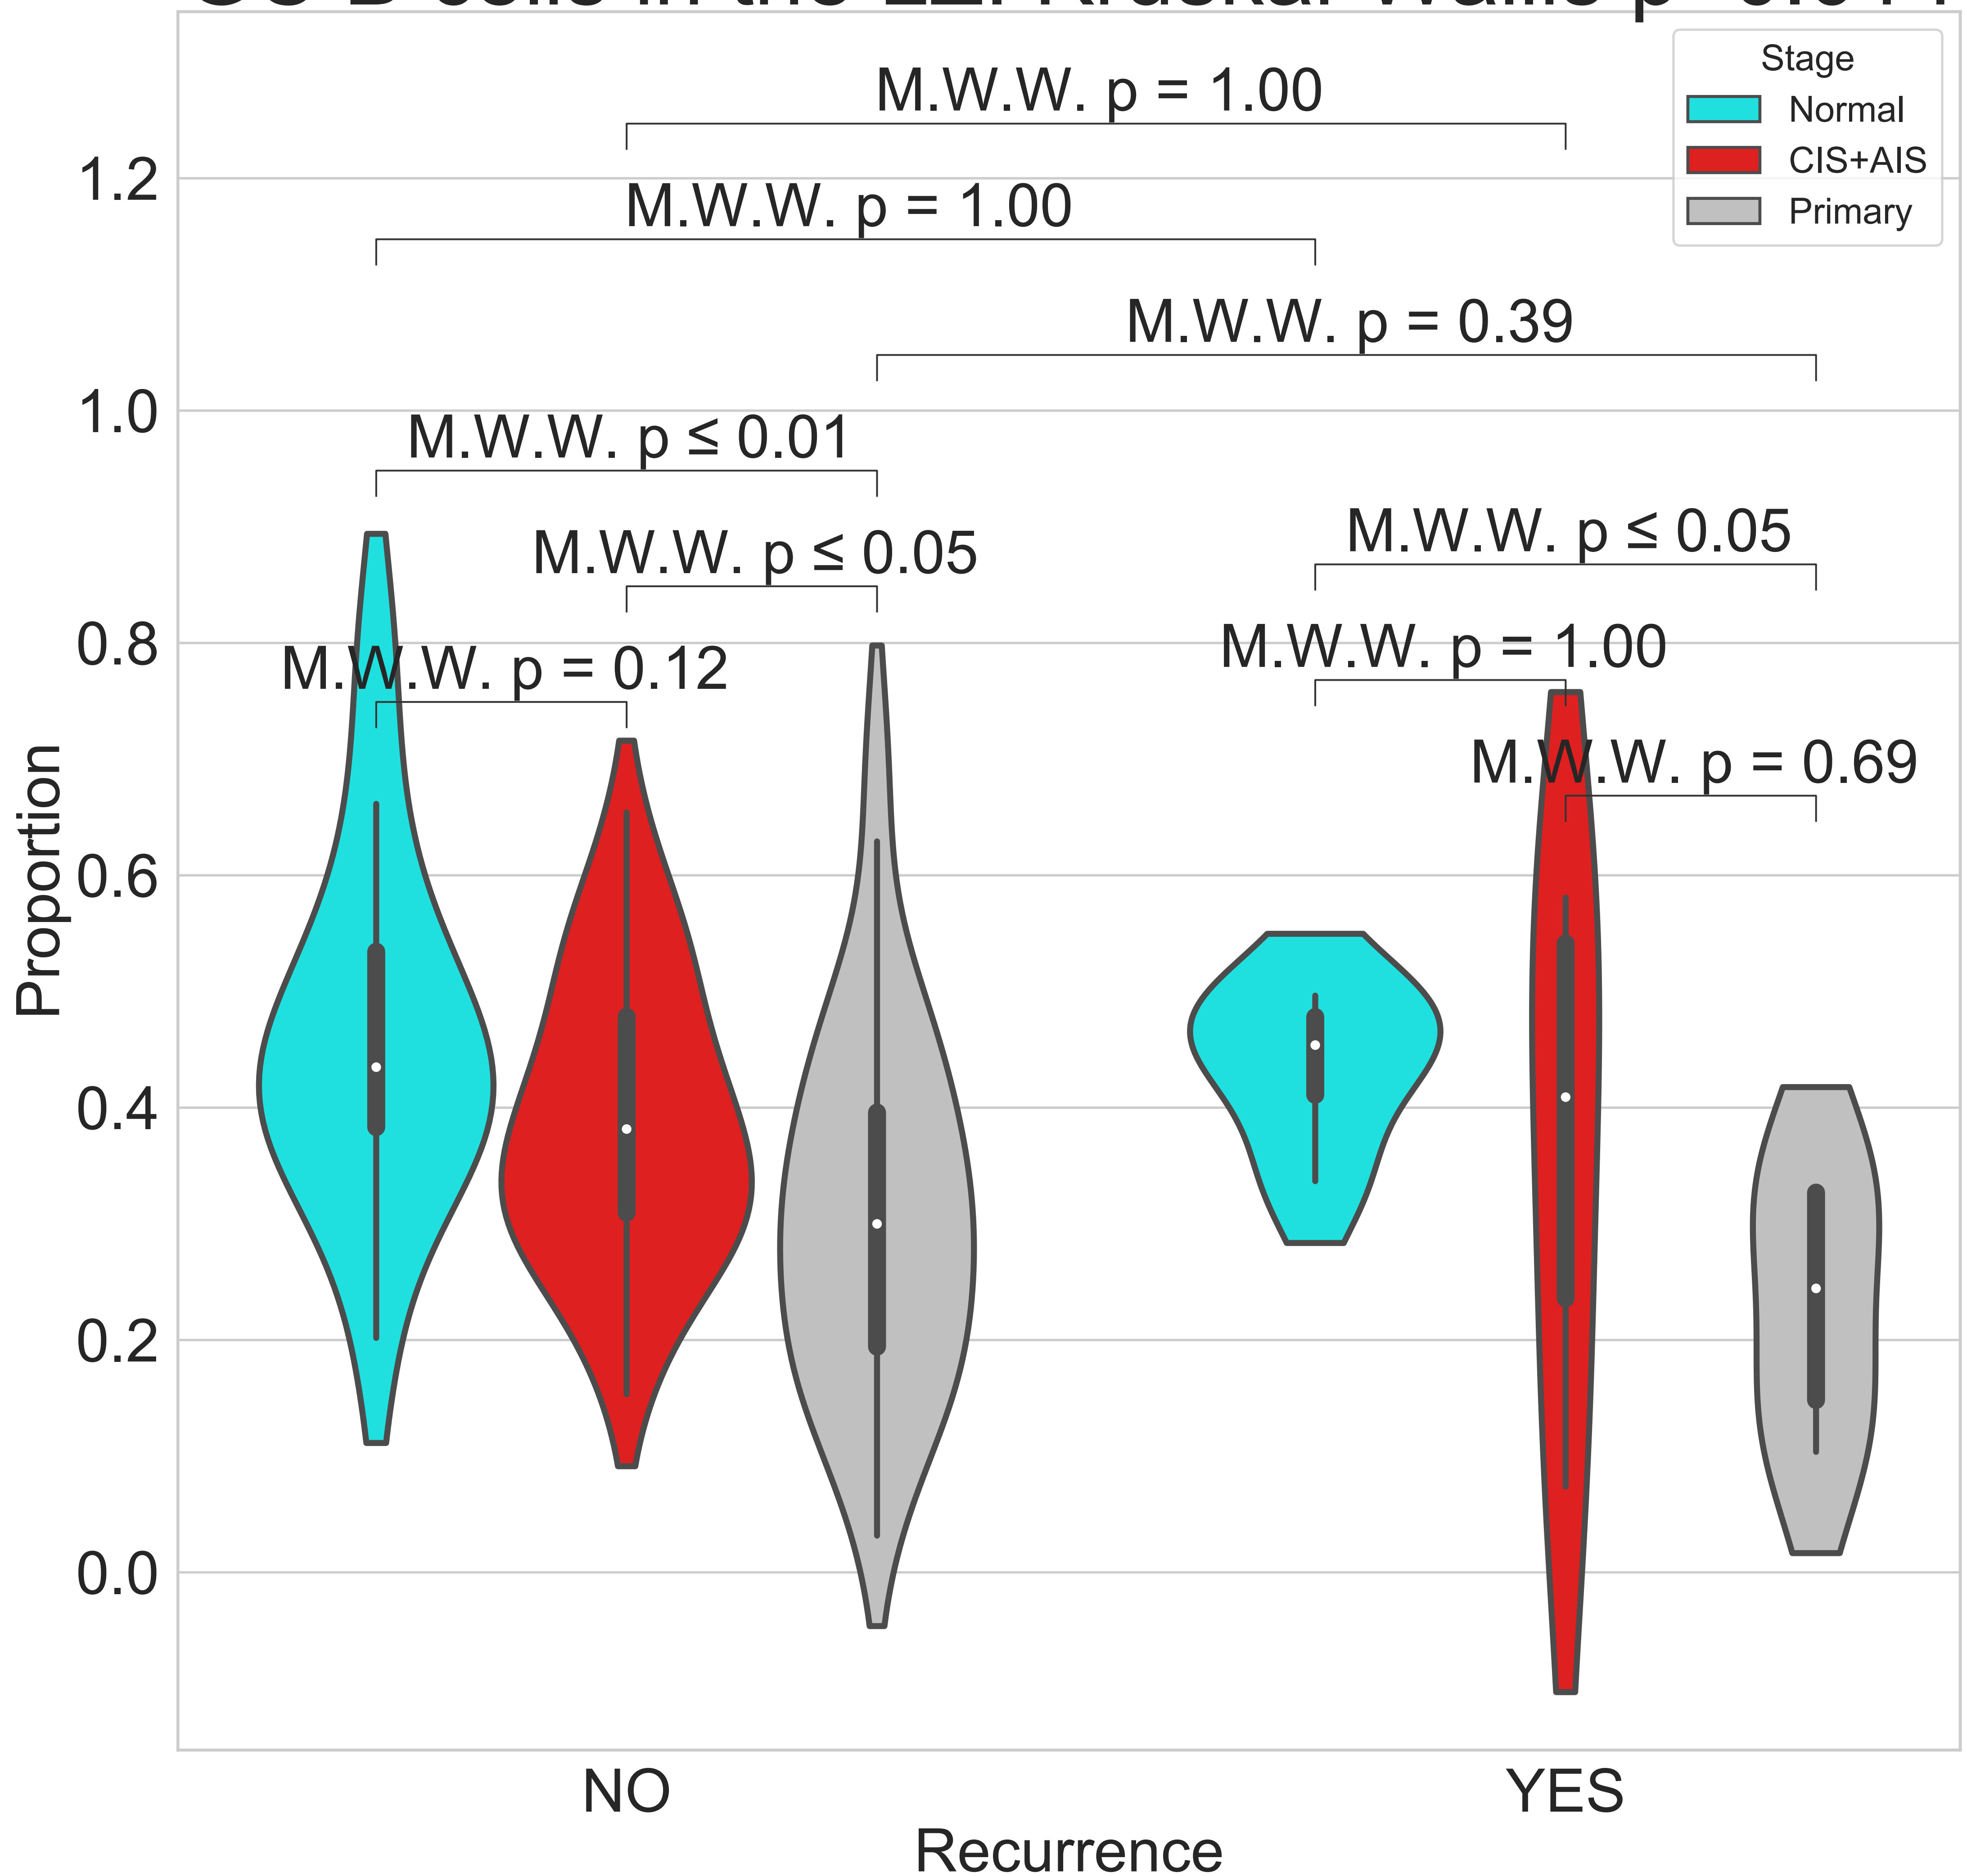 Stage
Normal
CIS+AIS
Primary
M.W.W. p = 1.00
M.W.W. p = 1.00
M.W.W. p = 0.39
M.W.W. p ≤ 0.01
M.W.W. p ≤ 0.05
M.W.W. p ≤ 0.05
M.W.W. p = 1.00
M.W.W. p = 0.12
M.W.W. p = 0.69
1.2
1.0
0.8
0.6
0.4
0.2
0.0
Proportion
NO
YES
Recurrence